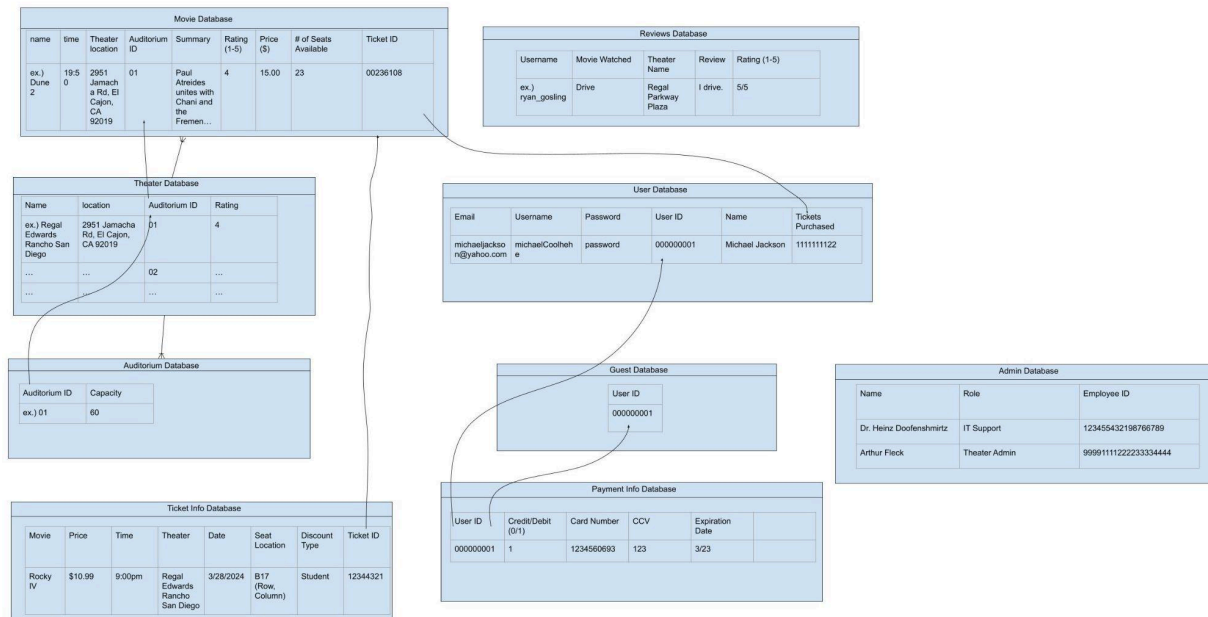 Movie Database
name time Theater location Auditorium ID Summary Rating (1-5) Price ($) # of Seats Available Ticket ID
ex.) Dune 2 19:50 2951 Jamacha Rd, El Cajon, CA 92019 01 Paul Atreides unites with Chani and the Fremen… 4 15.00 23 00236108
Reviews Database
Username Movie Watched Theater Name Review Rating (1-5)
ex.) ryan_gosling Drive Regal Parkway Plaza I drive. 5/5
Theater Database
Name location Auditorium ID Rating
ex.) Regal Edwards Rancho San Diego 2951 Jamacha Rd, El Cajon, CA 92019 01 4
... ... 02 ...
... ... ... ...
User Database
Email Username Password User ID Name Tickets Purchased
michaeljackson@yahoo.com michaelCoolhehe password 000000001 Michael Jackson 1111111122
Auditorium Database
Auditorium ID Capacity
ex.) 01 60
Guest Database
User ID
000000001
Admin Database
Name Role Employee ID
Dr. Heinz Doofenshmirtz IT Support 123455432198766789
Arthur Fleck Theater Admin 99991111222233334444
Ticket Info Database
Movie Price Time Theater Date Seat Location Discount Type Ticket ID
Rocky IV $10.99 9:00pm Regal Edwards Rancho San Diego 3/28/2024 B17 (Row, Column) Student 12344321
Payment Info Database
User ID Credit/Debit (0/1) Card Number CCV Expiration Date
000000001 1 1234560693 123 3/23